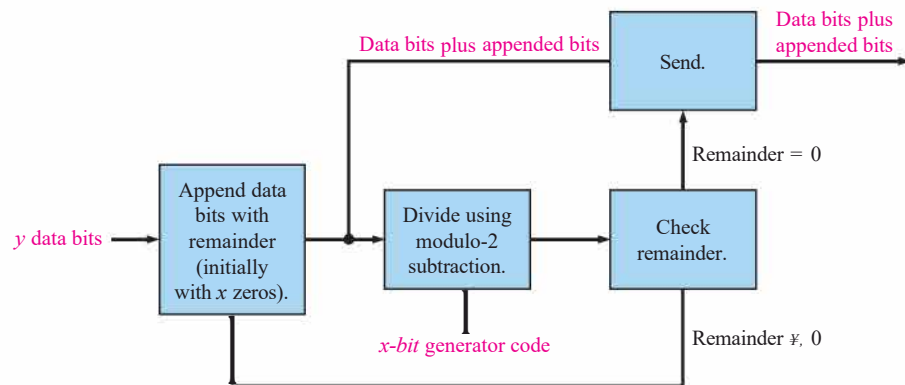 Data bits plus appended bits
Send.
Data bits plus
appended bits
Remainder = 0
y data bits
Append data
bits with
remainder
(initially
with x zeros).
Divide using
modulo-2
subtraction.
Check
remainder.
x-bit generator code
Remainder ¥, 0